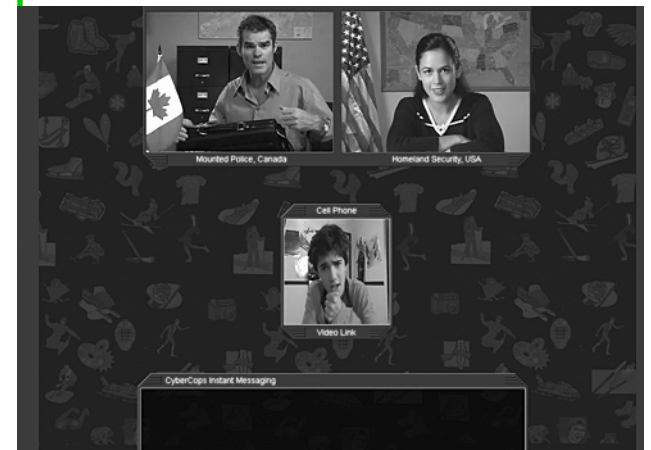 Mounted Police, Canada
Homeland Security, USA
Cell Phone
Video Link
CyberCops Instant Messaging